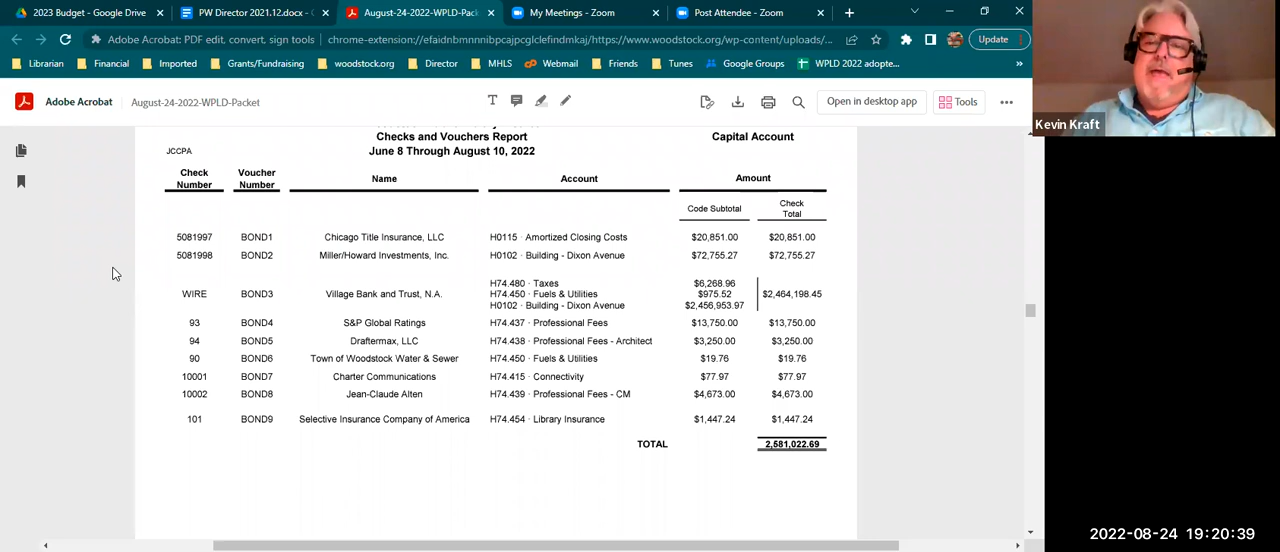 2023 Budget - Google Drive
PW Director 2021.12.docx - G
August-24-2022-WPLD-Pack
My Meetings - Zoom
Post Attendee - Zoom
Adobe Acrobat: PDF edit, convert, sign tools | chrome-extension://efaidnbmnnnibpcajpcglclefindmkaj/https://www.woodstock.org/wp-content/uploads/...
Update
Librarian Financial Imported Grants/Fundraising woodstock.org Director MHLS Webmail Friends Tunes Google Groups WPLD 2022 adopte... »
Adobe Acrobat August-24-2022-WPLD-Packet
Open in desktop app
Tools
Kevin Kraft
Checks and Vouchers Report Capital Account
JCCPA June 8 Through August 10, 2022
Check Number Voucher Number Name Account Amount
Code Subtotal Check Total
5081997 BOND1 Chicago Title Insurance, LLC H0115 · Amortized Closing Costs $20,851.00 $20,851.00
5081998 BOND2 Miller/Howard Investments, Inc. H0102 · Building - Dixon Avenue $72,755.27 $72,755.27
H74.480 · Taxes $6,268.96
WIRE BOND3 Village Bank and Trust, N.A. H74.450 · Fuels & Utilities $975.52 $2,464,198.45
H0102 · Building - Dixon Avenue $2,456,953.97
93 BOND4 S&P Global Ratings H74.437 · Professional Fees $13,750.00 $13,750.00
94 BOND5 Draftermax, LLC H74.438 · Professional Fees - Architect $3,250.00 $3,250.00
90 BOND6 Town of Woodstock Water & Sewer H74.450 · Fuels & Utilities $19.76 $19.76
10001 BOND7 Charter Communications H74.415 · Connectivity $77.97 $77.97
10002 BOND8 Jean-Claude Alten H74.439 · Professional Fees - CM $4,673.00 $4,673.00
101 BOND9 Selective Insurance Company of America H74.454 · Library Insurance $1,447.24 $1,447.24
TOTAL 2,581,022.69
2022-08-24 19:20:39